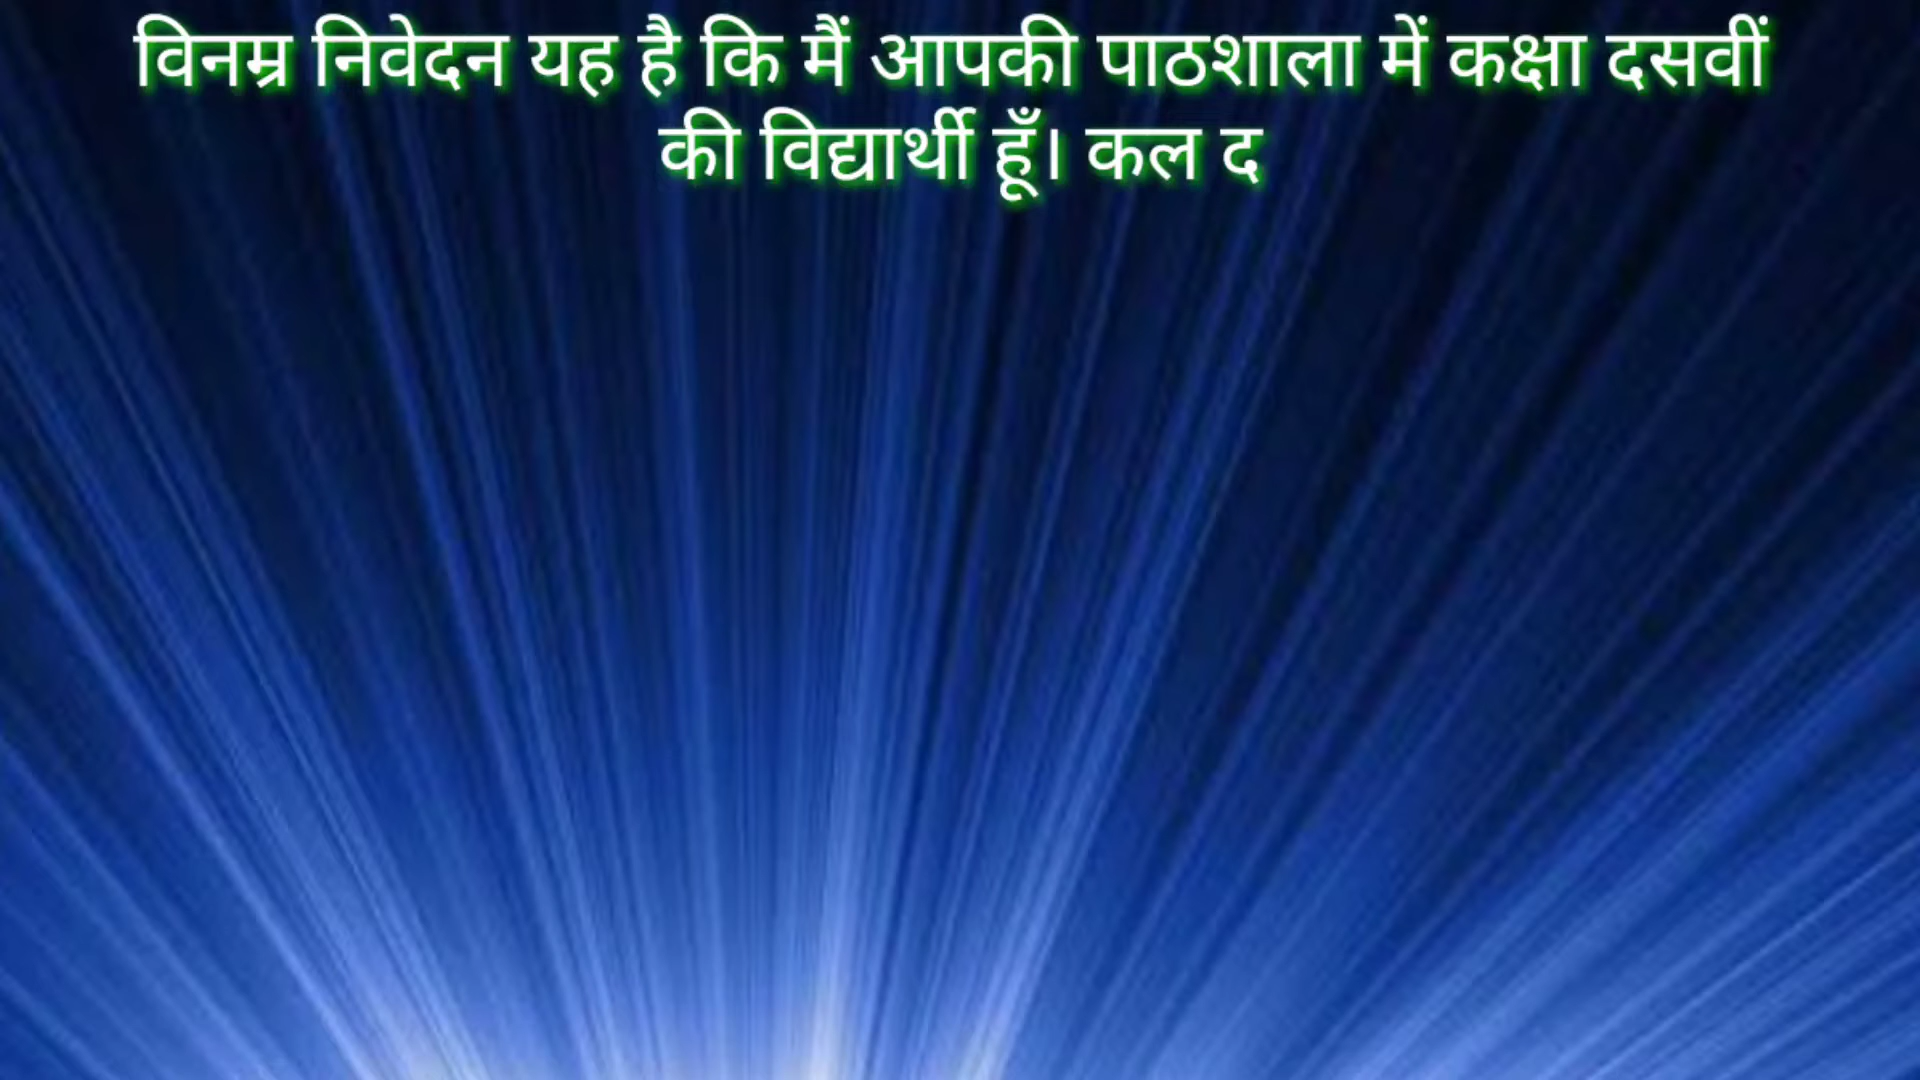 विनम्र निवेदन यह है कि मैं आपकी पाठशाला में कक्षा दसवीं
की विद्यार्थी हूँ। कल द